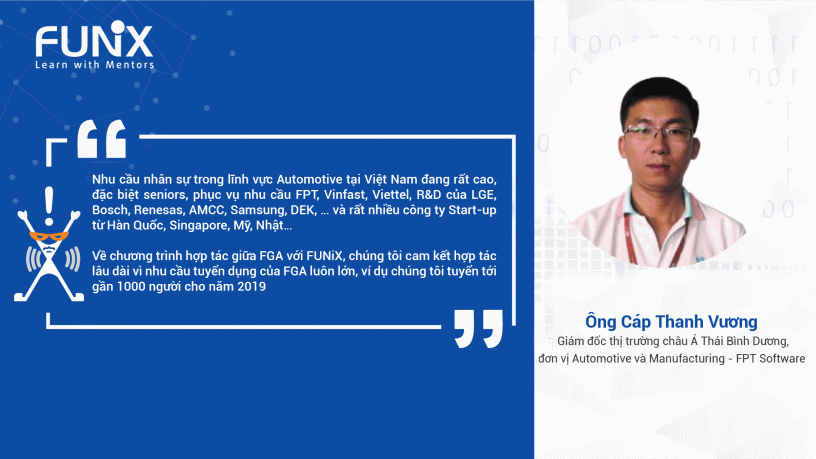 FUNiX
Learn with Mentors
Nhu cầu nhân sự trong lĩnh vực Automotive tại Việt Nam đang rất cao,
đặc biệt seniors, phục vụ nhu cầu FPT, Vinfast, Viettel, R&D của LGE,
Bosch, Renesas, AMCC, Samsung, DEK, ... và rất nhiều công ty Start-up
từ Hàn Quốc, Singapore, Mỹ, Nhật...
Về chương trình hợp tác giữa FGA với FUNiX, chúng tôi cam kết hợp tác
lâu dài vì nhu cầu tuyển dụng của FGA luôn lớn, ví dụ chúng tôi tuyển tới
gần 1000 người cho năm 2019
Ông Cáp Thanh Vương
Giám đốc thị trường châu Á Thái Bình Dương,
đơn vị Automotive và Manufacturing - FPT Software